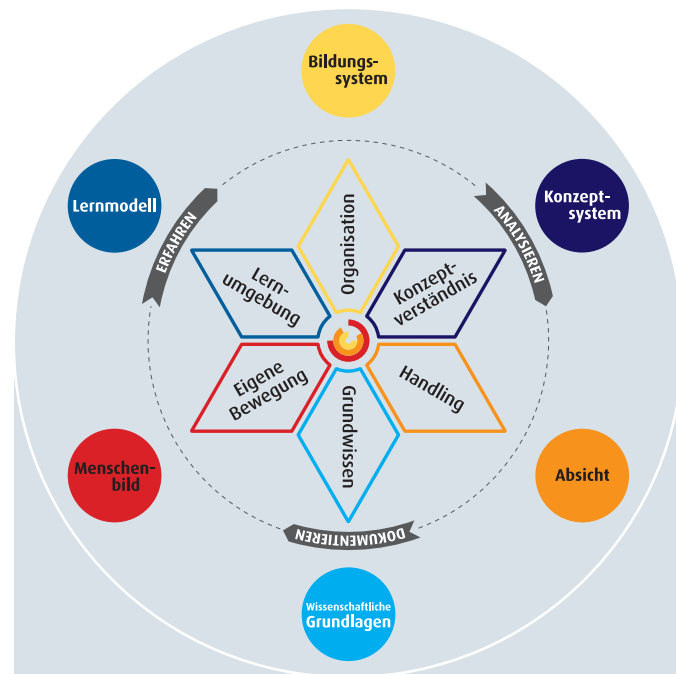 Bildungs-
system
Lernmodell
Konzept-
system
ERFAHREN
ANALYSIEREN
Organisation
Lern-
umgebung
Konzept-
verständnis
Eigene
Bewegung
Handling
Grundwissen
Menschen-
bild
Absicht
DOKUMENTIEREN
Wissenschaftliche
Grundlagen